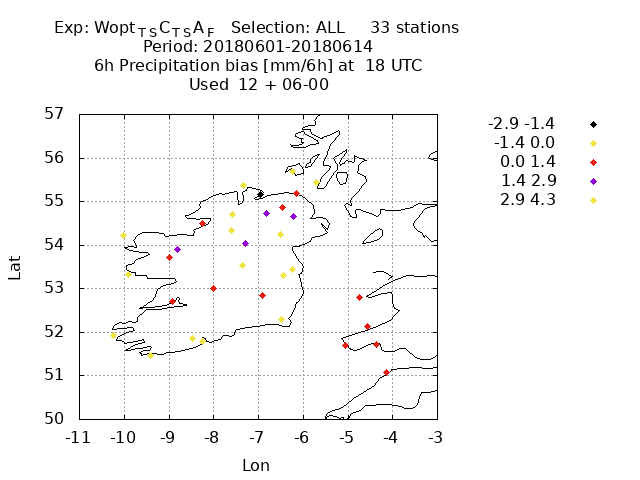 Exp: Wopt_TS C_TS A_F   Selection: ALL     33 stations
Period: 20180601-20180614
6h Precipitation bias [mm/6h] at  18 UTC
Used  12 + 06-00
-2.9 -1.4
-1.4 0.0
0.0 1.4
1.4 2.9
2.9 4.3
57
56
55
54
53
52
51
50
Lat
-11 -10 -9 -8 -7 -6 -5 -4 -3
Lon